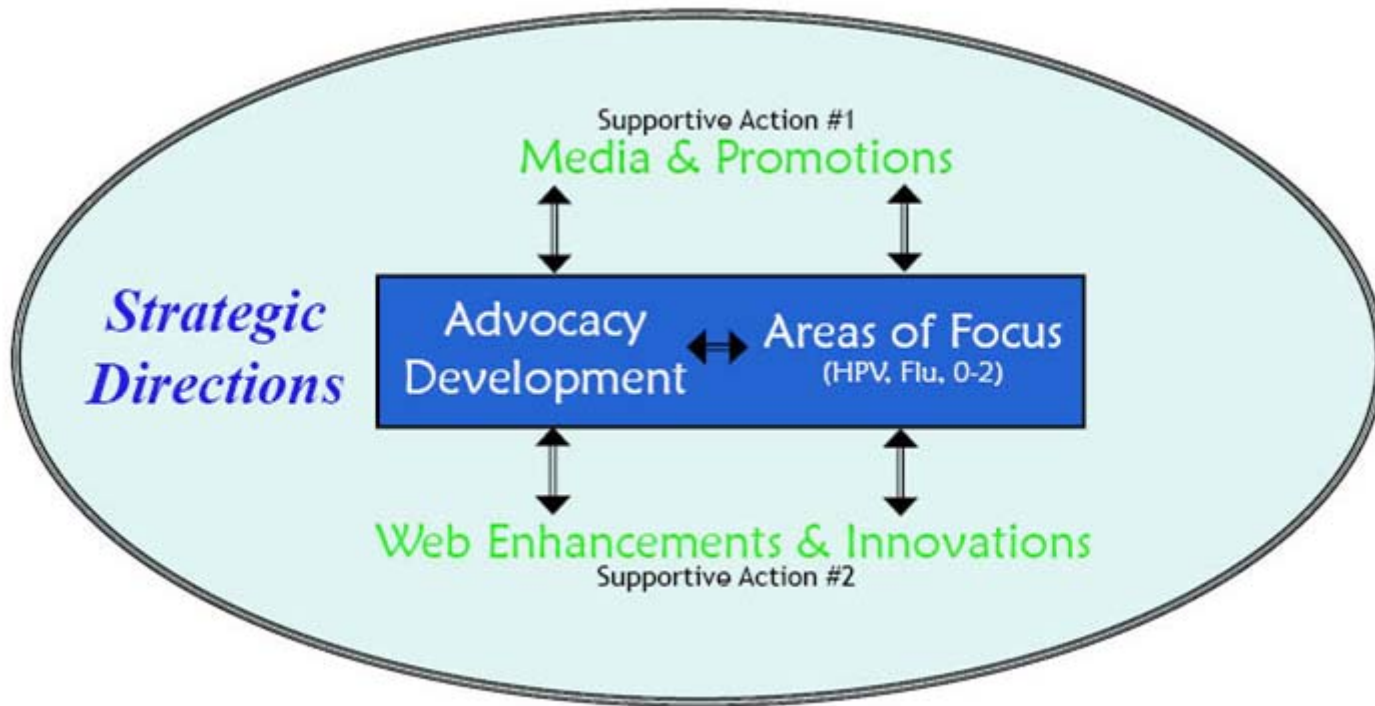 Supportive Action #1
Media & Promotions
Strategic
Directions
Advocacy
Development
Areas of Focus
(HPV, Flu, 0-2)
Web Enhancements & Innovations
Supportive Action #2